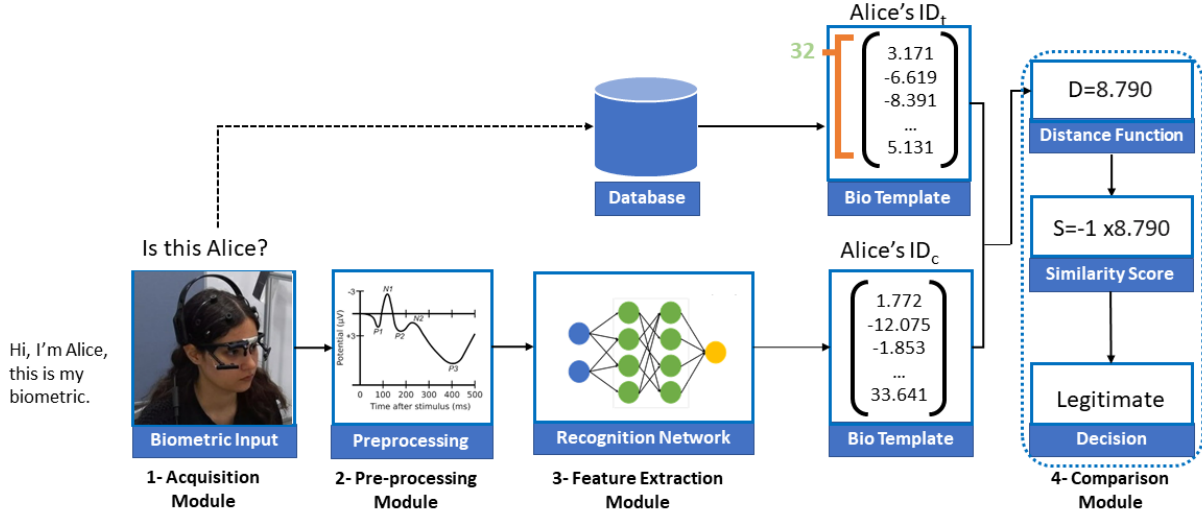 Alice's ID_t
32
3.171
-6.619
-8.391
...
5.131
Bio Template
Database
D=8.790
Distance Function
S=-1 x8.790
Similarity Score
Legitimate
Decision
4- Comparison
Module
Is this Alice?
Hi, I'm Alice,
this is my
biometric.
Biometric Input
1- Acquisition
Module
-3
+3
Potential (µV)
N1
P1
P2
N2
P3
0 100 200 300 400 500
Time after stimulus (ms)
Preprocessing
2- Pre-processing
Module
Recognition Network
3- Feature Extraction
Module
Alice's ID_c
1.772
-12.075
-1.853
...
33.641
Bio Template